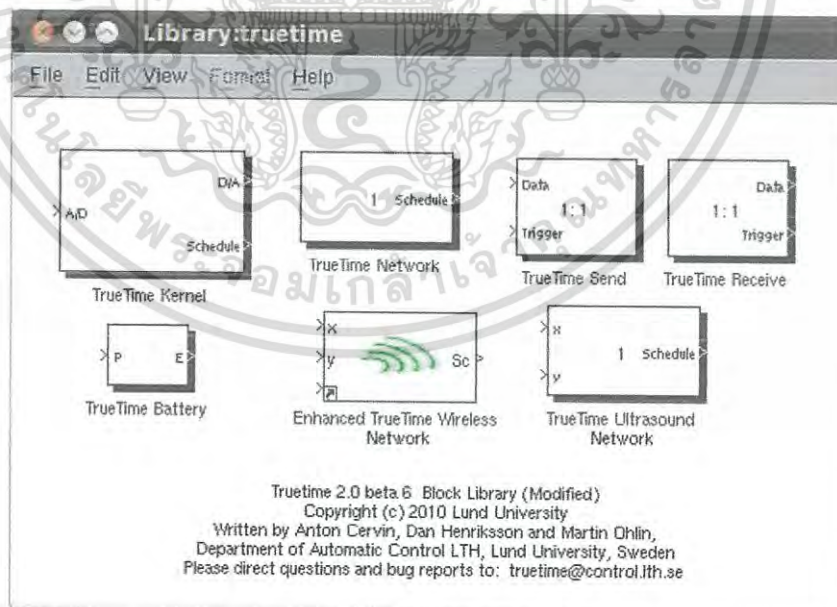 Library:truetime
File Edit View Format Help
A/D
D/A
Schedule
TrueTime Kernel
1 Schedule
TrueTime Network
Data
1:1
Trigger
TrueTime Send
Data
1:1
Trigger
TrueTime Receive
P E
TrueTime Battery
x
y
Sc
Enhanced TrueTime Wireless
Network
x
1 Schedule
y
TrueTime Ultrasound
Network
Truetime 2.0 beta 6 Block Library (Modified)
Copyright (c) 2010 Lund University
Written by Anton Cervin, Dan Henriksson and Martin Ohlin,
Department of Automatic Control LTH, Lund University, Sweden
Please direct questions and bug reports to: truetime@control.lth.se